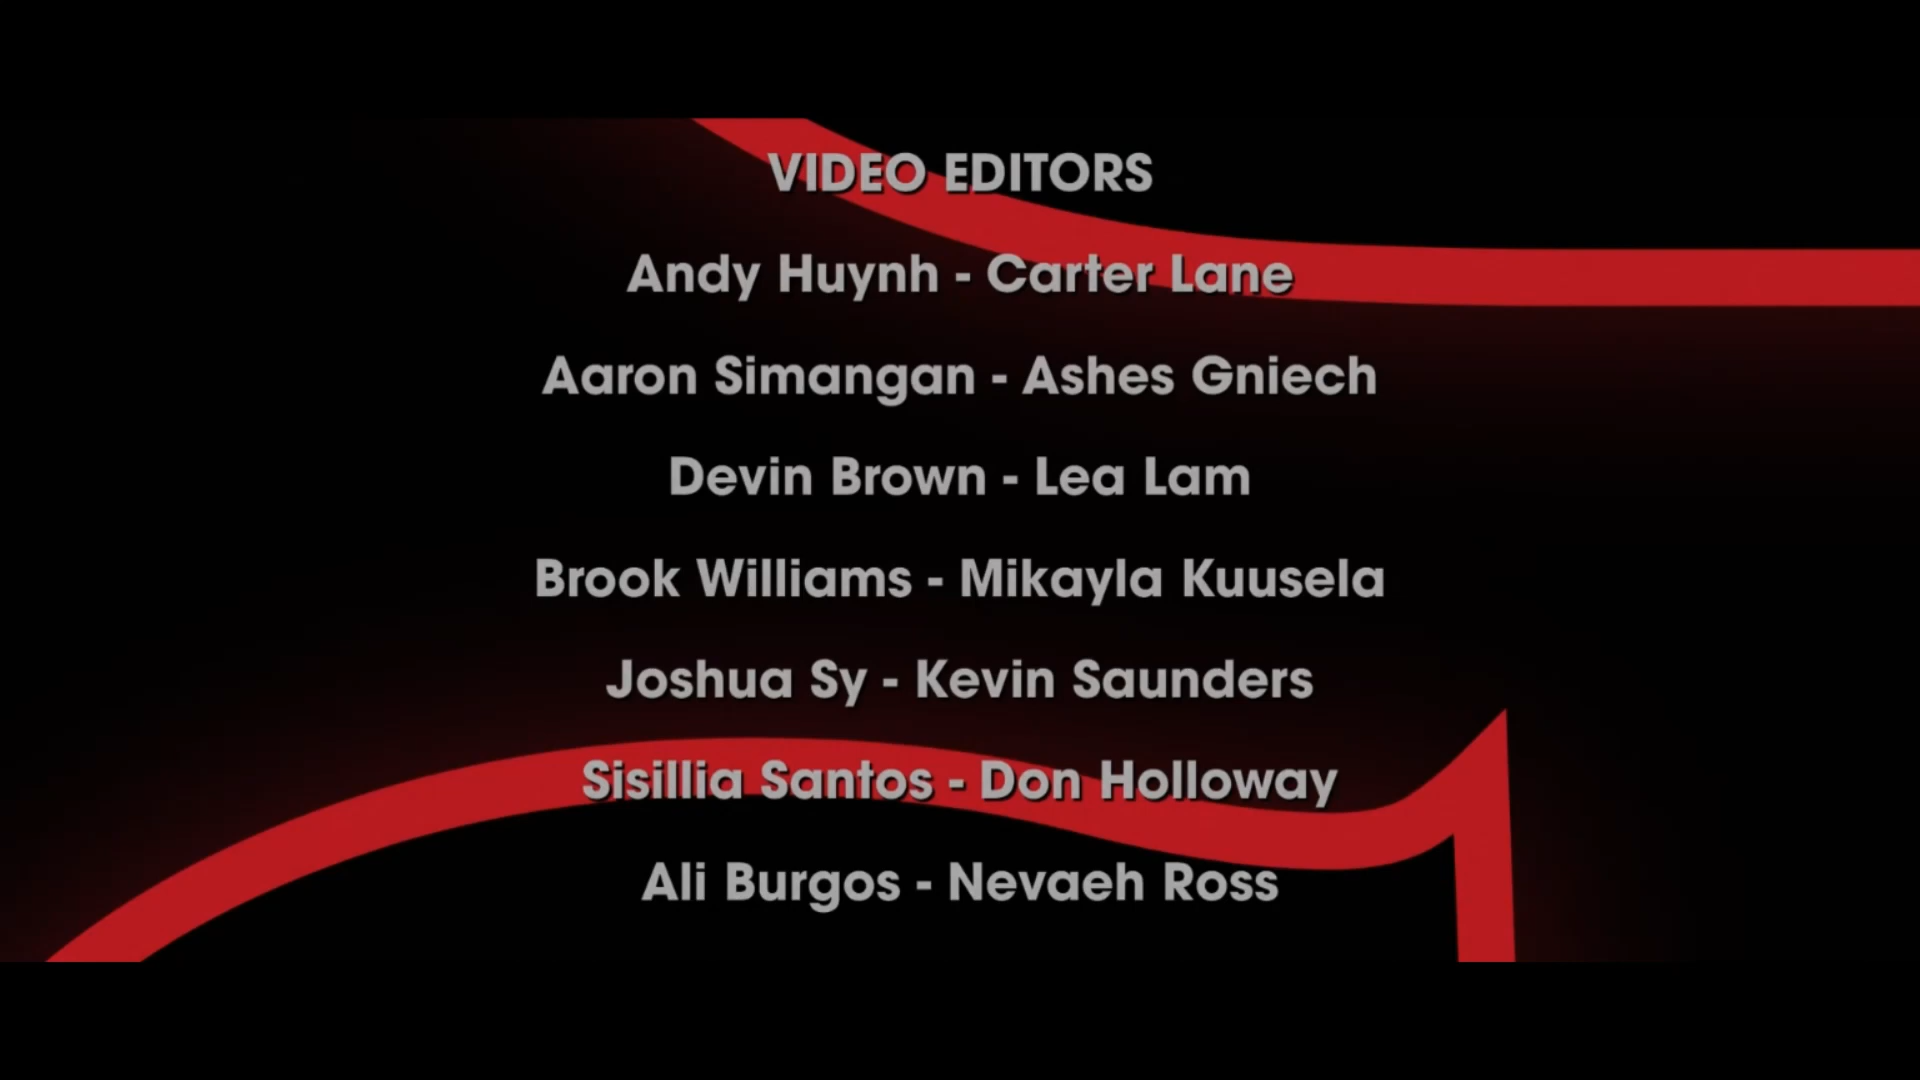 VIDEO EDITORS
Andy Huynh - Carter Lane
Aaron Simangan - Ashes Gniech
Devin Brown - Lea Lam
Brook Williams - Mikayla Kuusela
Joshua Sy - Kevin Saunders
Sisillia Santos - Don Holloway
Ali Burgos - Nevaeh Ross